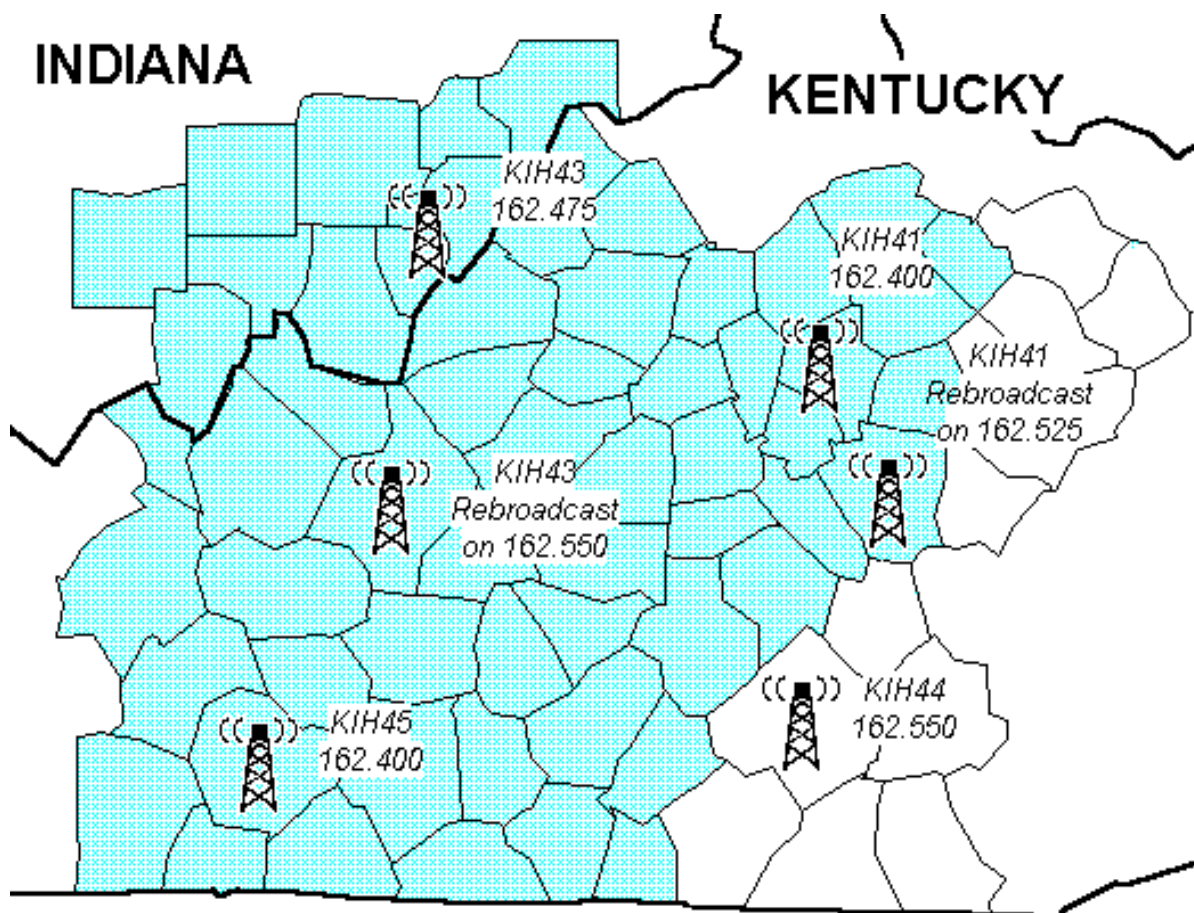 INDIANA
KENTUCKY
KIH43
162.475
KIH41
162.400
KIH41
Rebroadcast
on 162.525
KIH43
Rebroadcast
on 162.550
KIH44
162.550
KIH45
162.400